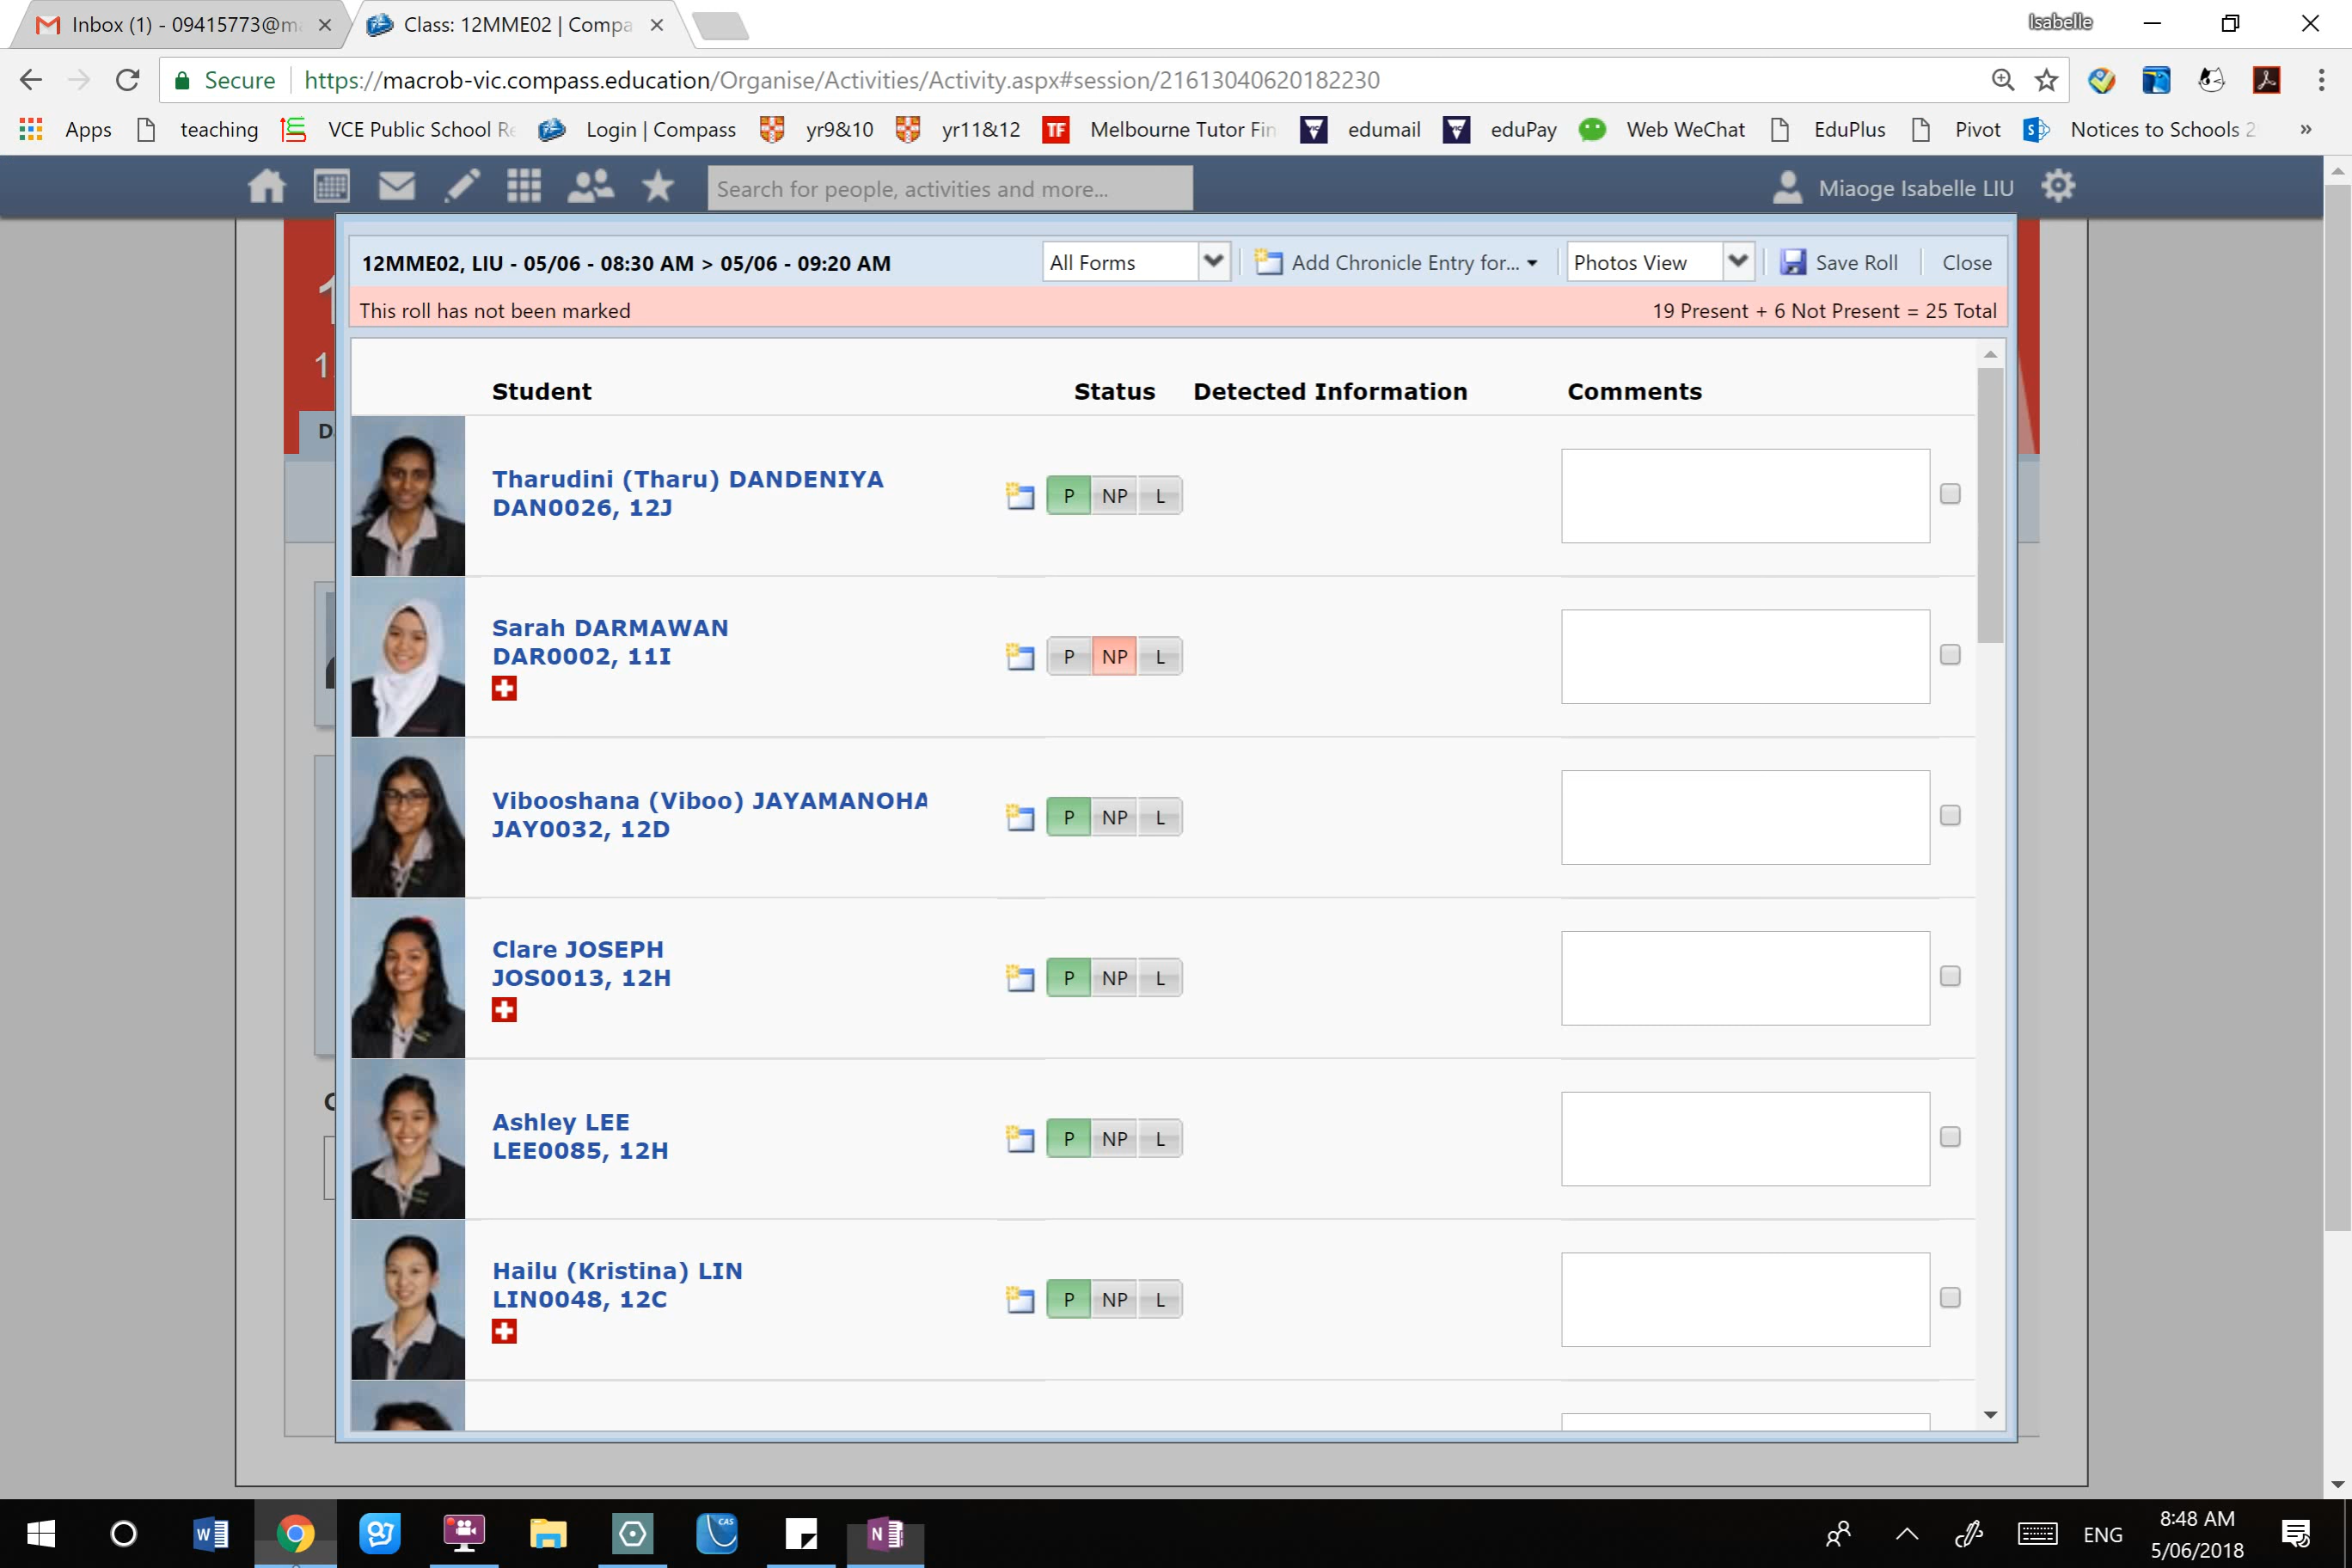 Inbox (1) - 09415773@m
Class: 12MME02 | Compa
Isabelle
Secure
https://macrob-vic.compass.education/Organise/Activities/Activity.aspx#session/21613040620182230
Apps teaching VCE Public School Re Login | Compass yr9&10 yr11&12 TF Melbourne Tutor Fin edumail eduPay Web WeChat EduPlus Pivot Notices to Schools 2 »
Search for people, activities and more...
Miaoge Isabelle LIU
12MME02, LIU - 05/06 - 08:30 AM > 05/06 - 09:20 AM
All Forms
Add Chronicle Entry for...
Photos View
Save Roll
Close
This roll has not been marked
19 Present + 6 Not Present = 25 Total
Student Status Detected Information Comments
Tharudini (Tharu) DANDENIYA
DAN0026, 12J
P NP L
Sarah DARMAWAN
DAR0002, 11I
P NP L
Vibooshana (Viboo) JAYAMANOHA
JAY0032, 12D
P NP L
Clare JOSEPH
JOS0013, 12H
P NP L
Ashley LEE
LEE0085, 12H
P NP L
Hailu (Kristina) LIN
LIN0048, 12C
P NP L
ENG
8:48 AM
5/06/2018